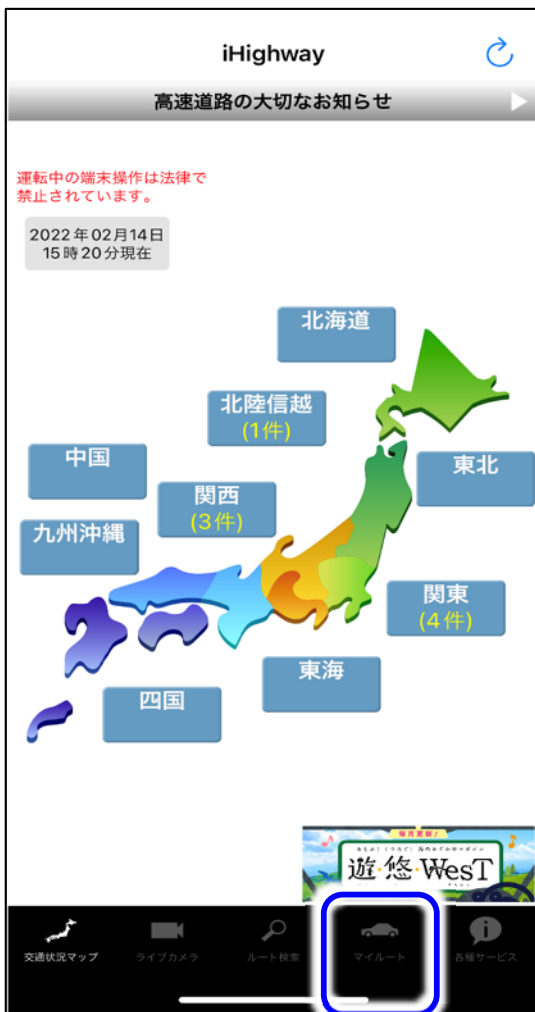 iHighway
高速道路の大切なお知らせ
運転中の端末操作は法律で
禁止されています。
2022年02月14日
15時20分現在
北海道
北陸信越
(1件)
中国
東北
関西
(3件)
九州沖縄
関東
(4件)
東海
四国
毎月更新!
遊・悠・WesT
交通状況マップ
ライブカメラ
ルート検索
マイルート
各種サービス